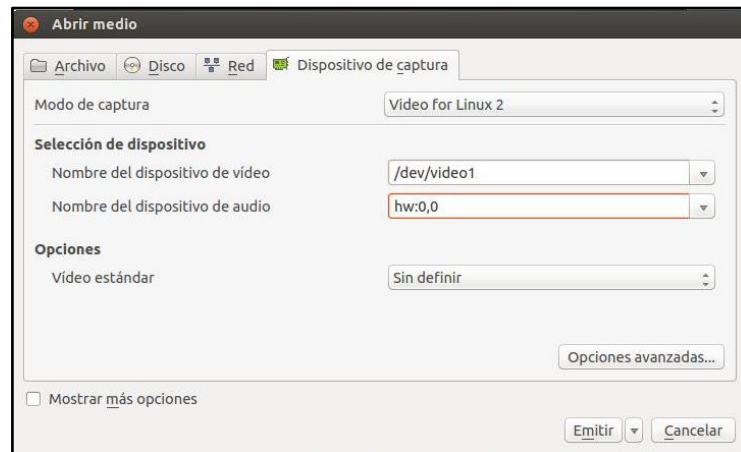 Abrir medio
Archivo Disco Red Dispositivo de captura
Modo de captura Video for Linux 2
Selección de dispositivo
Nombre del dispositivo de vídeo /dev/video1
Nombre del dispositivo de audio hw:0,0
Opciones
Vídeo estándar Sin definir
Opciones avanzadas...
Mostrar más opciones
Emitir Cancelar